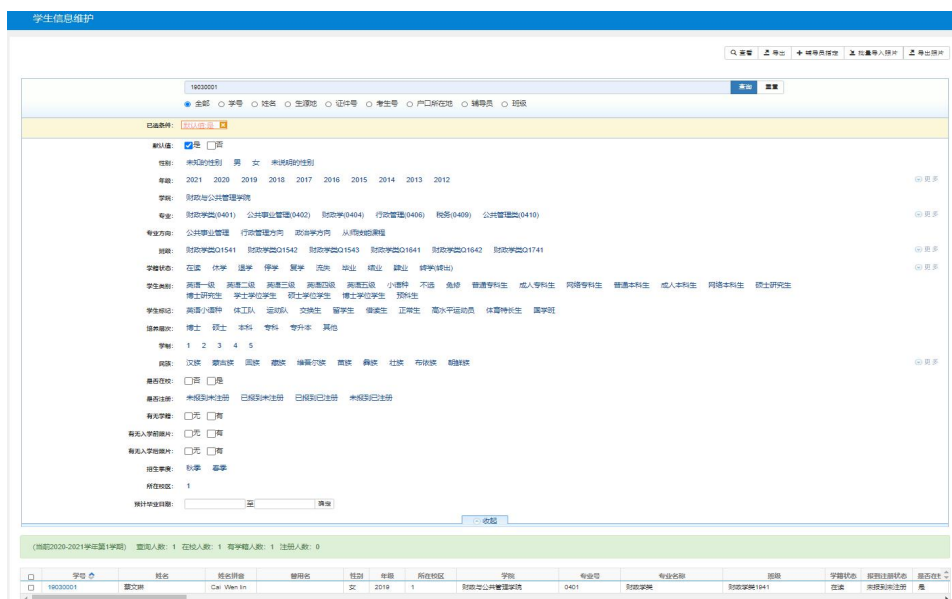 学生信息维护
查看 导出 辅导员指定 批量导入照片 导出照片
19030001 查询 重置
全部 学号 姓名 生源地 证件号 考生号 户口所在地 辅导员 班级
已选条件: 默认值:是
默认值: 是 否
性别: 未知的性别 男 女 未说明的性别
年级: 2021 2020 2019 2018 2017 2016 2015 2014 2013 2012 更多
学院: 财政与公共管理学院
专业: 财政学类(0401) 公共事业管理(0402) 财政学(0404) 行政管理(0406) 税务(0409) 公共管理类(0410) 更多
专业方向: 公共事业管理 行政管理方向 政治学方向 从师技能课程
班级: 财政学类Q1541 财政学类Q1542 财政学类Q1543 财政学类Q1641 财政学类Q1642 财政学类Q1741 更多
学籍状态: 在读 休学 退学 停学 复学 流失 毕业 结业 肄业 转学(转出) 更多
学生类别: 英语一级 英语二级 英语三级 英语四级 英语五级 小语种 不选 免修 普通专科生 成人专科生 网络专科生 普通本科生 成人本科生 网络本科生 硕士研究生
博士研究生 学士学位学生 硕士学位学生 博士学位学生 预科生
学生标记: 英语小语种 体工队 运动队 交换生 留学生 借读生 正常生 高水平运动员 体育特长生 国学班
培养层次: 博士 硕士 本科 专科 专升本 其他
学制: 1 2 3 4 5
民族: 汉族 蒙古族 回族 藏族 维吾尔族 苗族 彝族 壮族 布依族 朝鲜族 更多
是否在校: 否 是
是否注册: 未报到未注册 已报到未注册 已报到已注册 未报到已注册
有无学籍: 无 有
有无入学前照片: 无 有
有无入学后照片: 无 有
招生季度: 秋季 春季
所在校区: 1
预计毕业日期: 至 确定
收起
(当前2020-2021学年第1学期) 查询人数: 1 在校人数: 1 有学籍人数: 1 注册人数: 0
学号 姓名 姓名拼音 曾用名 性别 年级 所在校区 学院 专业号 专业名称 班级 学籍状态 报到注册状态 是否在校
19030001 蔡文琳 Cai Wen lin 女 2019 1 财政与公共管理学院 0401 财政学类 财政学类1941 在读 未报到未注册 是